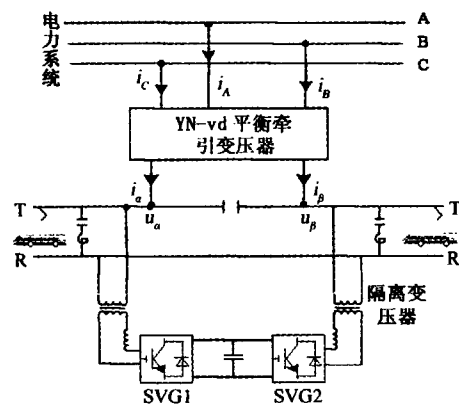 电力系统
A
B
C
i_C
i_A
i_B
YN-vd 平衡牵
引变压器
i_α
i_β
T
u_α
u_β
T
R
R
隔离变
压器
SVG1
SVG2